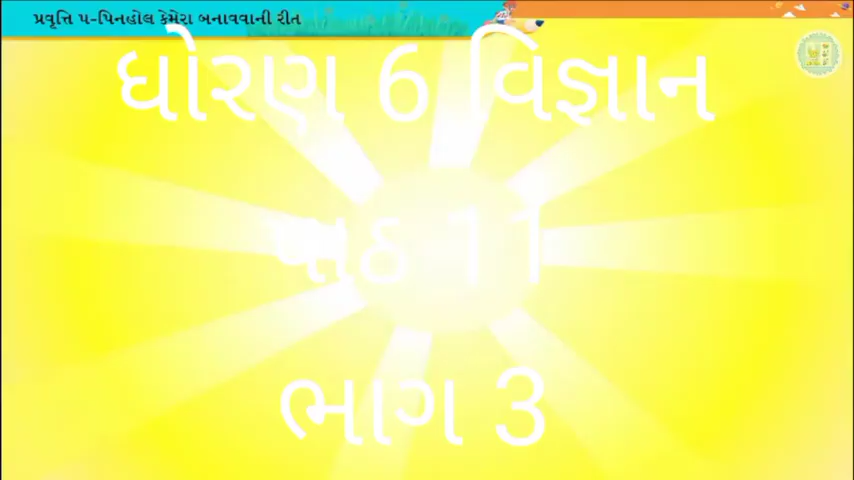 પ્રવૃત્તિ ૫-પિનહોલ કેમેરા બનાવવાની રીત
ધોરણ 6 વિજ્ઞાન
પાઠ 11
ભાગ 3